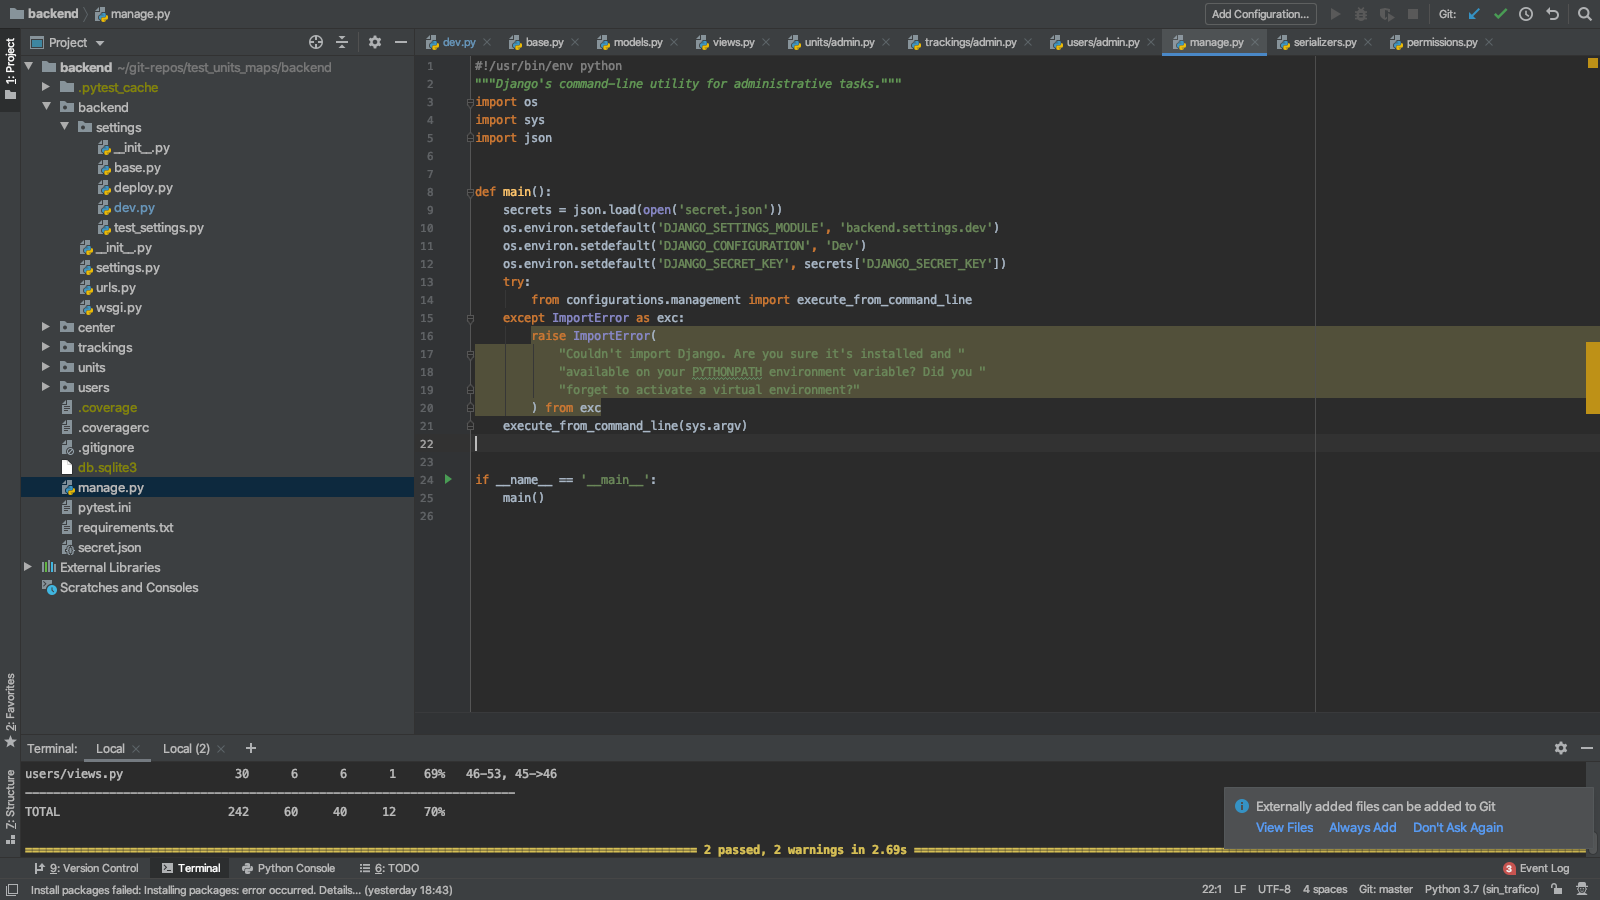 backend manage.py
Add Configuration...
Git:
1: Project
Project
dev.py
base.py
models.py
views.py
units/admin.py
trackings/admin.py
users/admin.py
manage.py
serializers.py
permissions.py
backend ~/git-repos/test_units_maps/backend
.pytest_cache
backend
settings
__init__.py
base.py
deploy.py
dev.py
test_settings.py
__init__.py
settings.py
urls.py
wsgi.py
center
trackings
units
users
.coverage
.coveragerc
.gitignore
db.sqlite3
manage.py
pytest.ini
requirements.txt
secret.json
External Libraries
Scratches and Consoles
1 #!/usr/bin/env python
2 """Django's command-line utility for administrative tasks."""
3 import os
4 import sys
5 import json
6
7
8 def main():
9 secrets = json.load(open('secret.json'))
10 os.environ.setdefault('DJANGO_SETTINGS_MODULE', 'backend.settings.dev')
11 os.environ.setdefault('DJANGO_CONFIGURATION', 'Dev')
12 os.environ.setdefault('DJANGO_SECRET_KEY', secrets['DJANGO_SECRET_KEY'])
13 try:
14 from configurations.management import execute_from_command_line
15 except ImportError as exc:
16 raise ImportError(
17 "Couldn't import Django. Are you sure it's installed and "
18 "available on your PYTHONPATH environment variable? Did you "
19 "forget to activate a virtual environment?"
20 ) from exc
21 execute_from_command_line(sys.argv)
22
23
24 if __name__ == '__main__':
25 main()
26
2: Favorites
Z: Structure
Terminal: Local Local (2) +
users/views.py 30 6 6 1 69% 46-53, 45->46
TOTAL 242 60 40 12 70%
2 passed, 2 warnings in 2.69s
Externally added files can be added to Git
View Files Always Add Don't Ask Again
9: Version Control
Terminal
Python Console
6: TODO
3 Event Log
Install packages failed: Installing packages: error occurred. Details... (yesterday 18:43)
22:1 LF UTF-8 4 spaces Git: master Python 3.7 (sin_trafico)